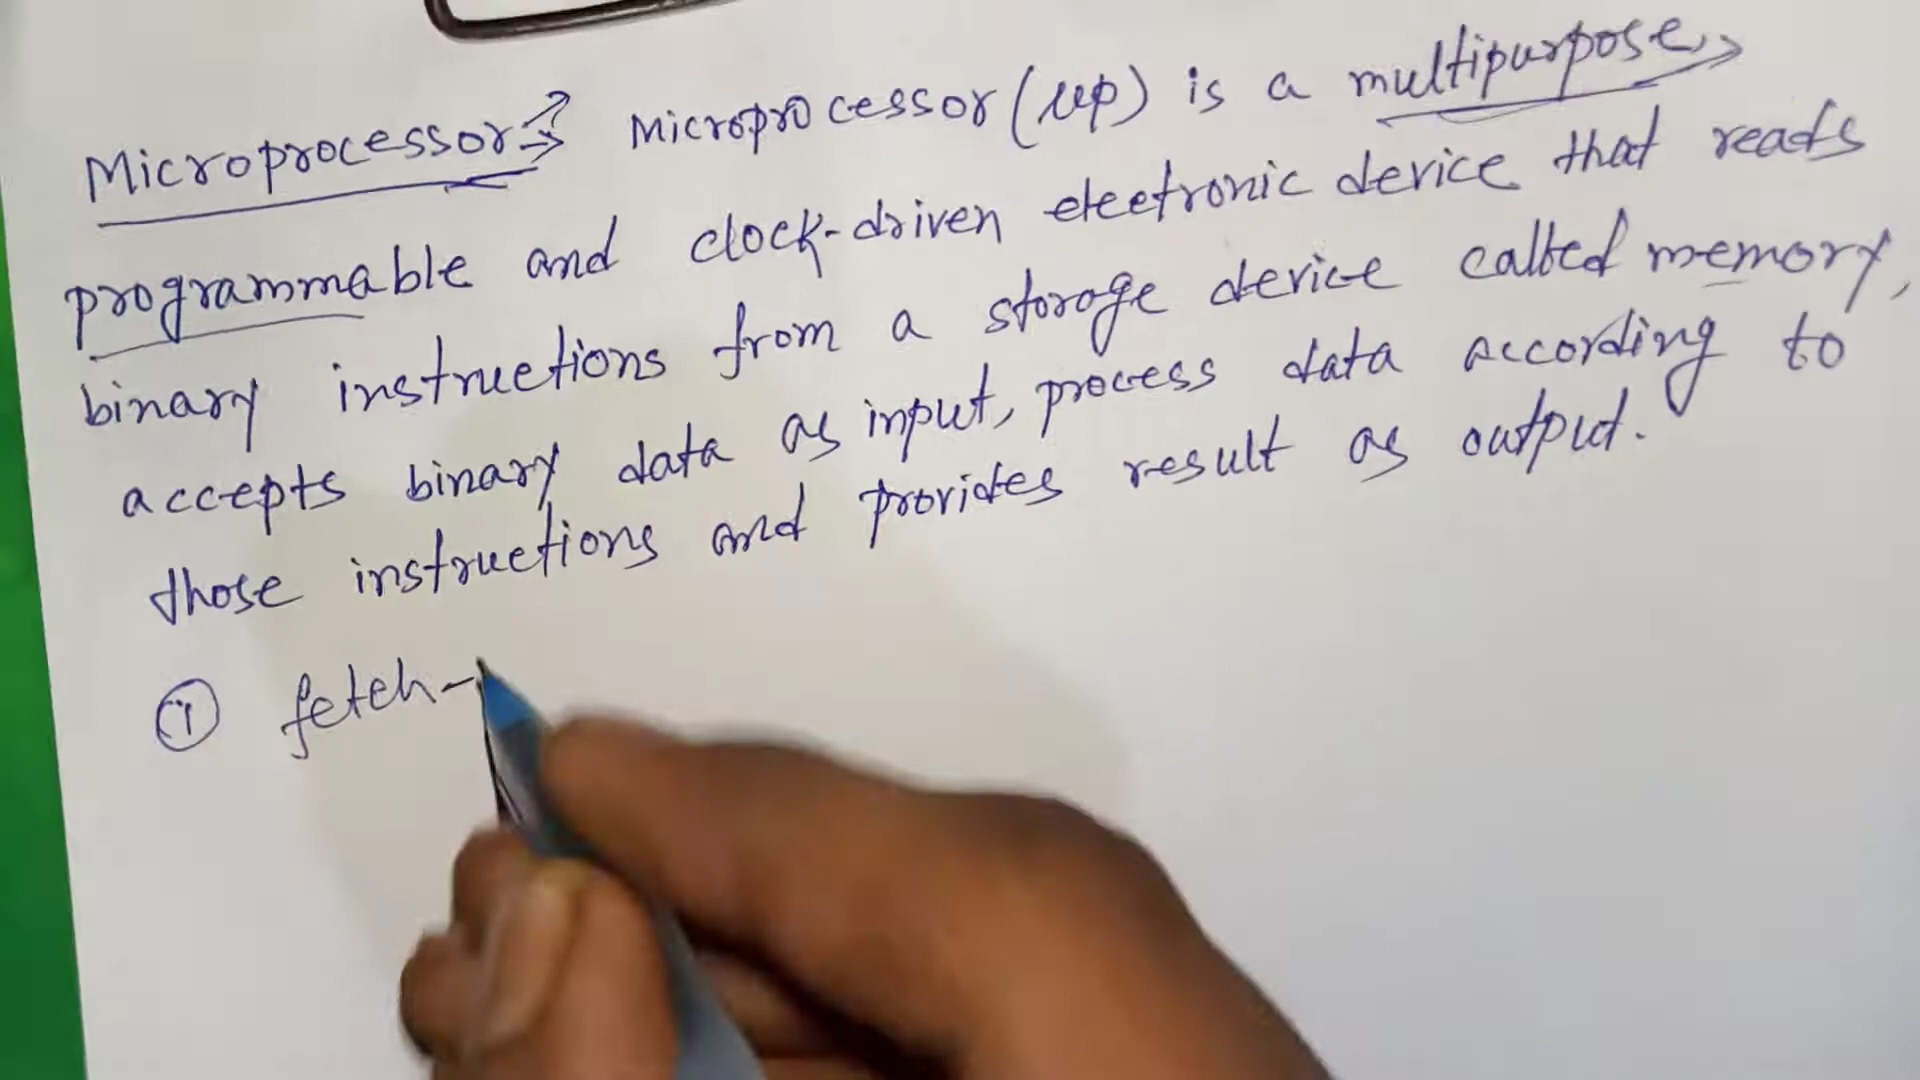 Microprocessor⇒ Microprocessor (μp) is a multipurpose,
programmable and clock-driven electronic device that reads
binary instructions from a storage device called memory,
accepts binary data as input, process data according to
those instructions and provides result as output.
① fetch-